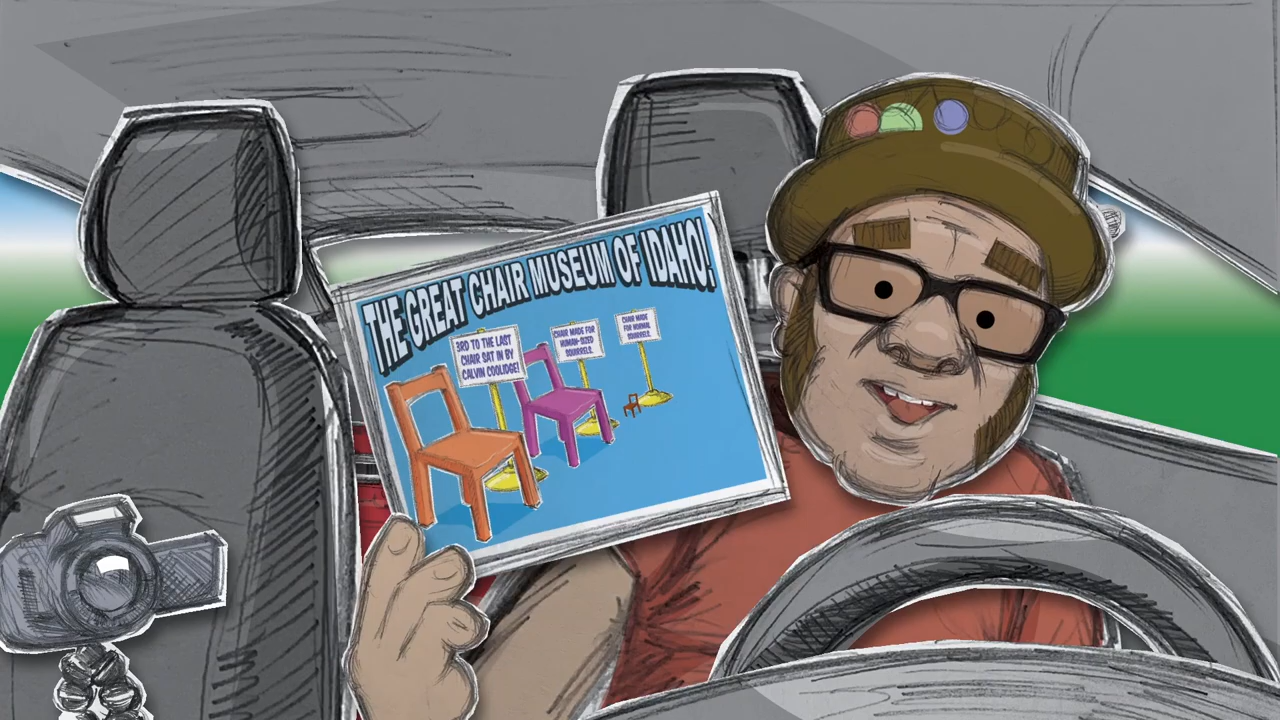 THE GREAT CHAIR MUSEUM OF IDAHO!
3RD TO THE LAST
CHAIR SAT IN BY
CALVIN COOLIDGE!
CHAIR MADE FOR
HUMAN-SIZED
SQUIRRELS.
CHAIR MADE
FOR NORMAL
SQUIRRELS.